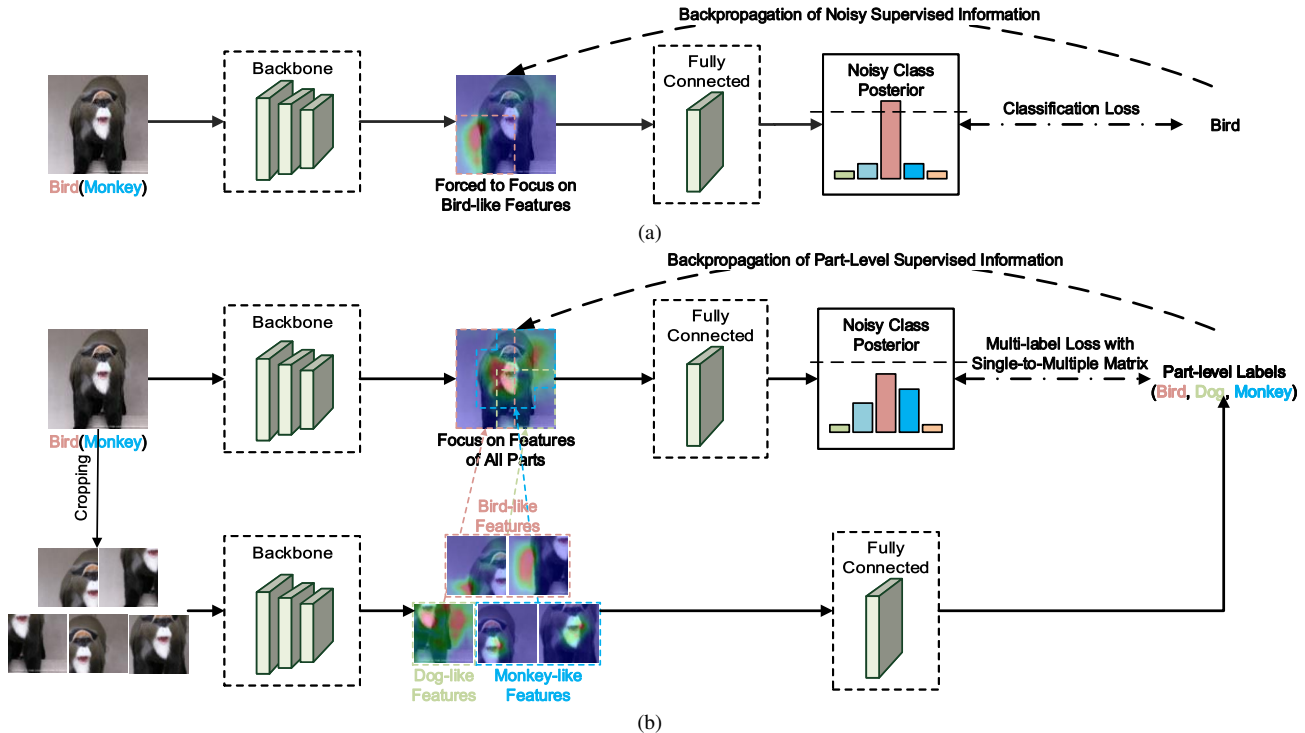 Backpropagation of Noisy Supervised Information
Backbone
Fully
Connected
Noisy Class
Posterior
Classification Loss
Bird
Bird(Monkey)
Forced to Focus on
Bird-like Features
(a)
Backpropagation of Part-Level Supervised Information
Backbone
Fully
Connected
Noisy Class
Posterior
Multi-label Loss with
Single-to-Multiple Matrix
Part-level Labels
(Bird, Dog, Monkey)
Bird(Monkey)
Focus on Features
of All Parts
Cropping
Bird-like
Features
Backbone
Fully
Connected
Dog-like
Features
Monkey-like
Features
(b)